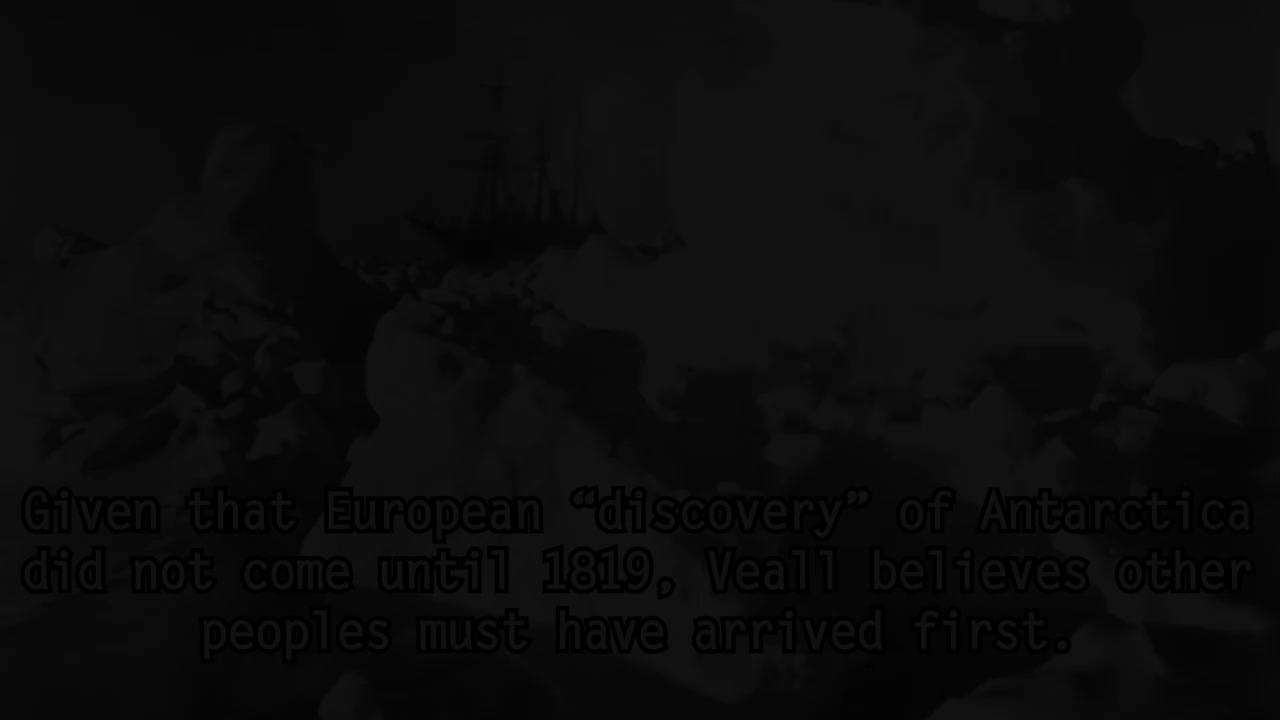 Given that European “discovery” of Antarctica
did not come until 1819, Veall believes other
peoples must have arrived first.